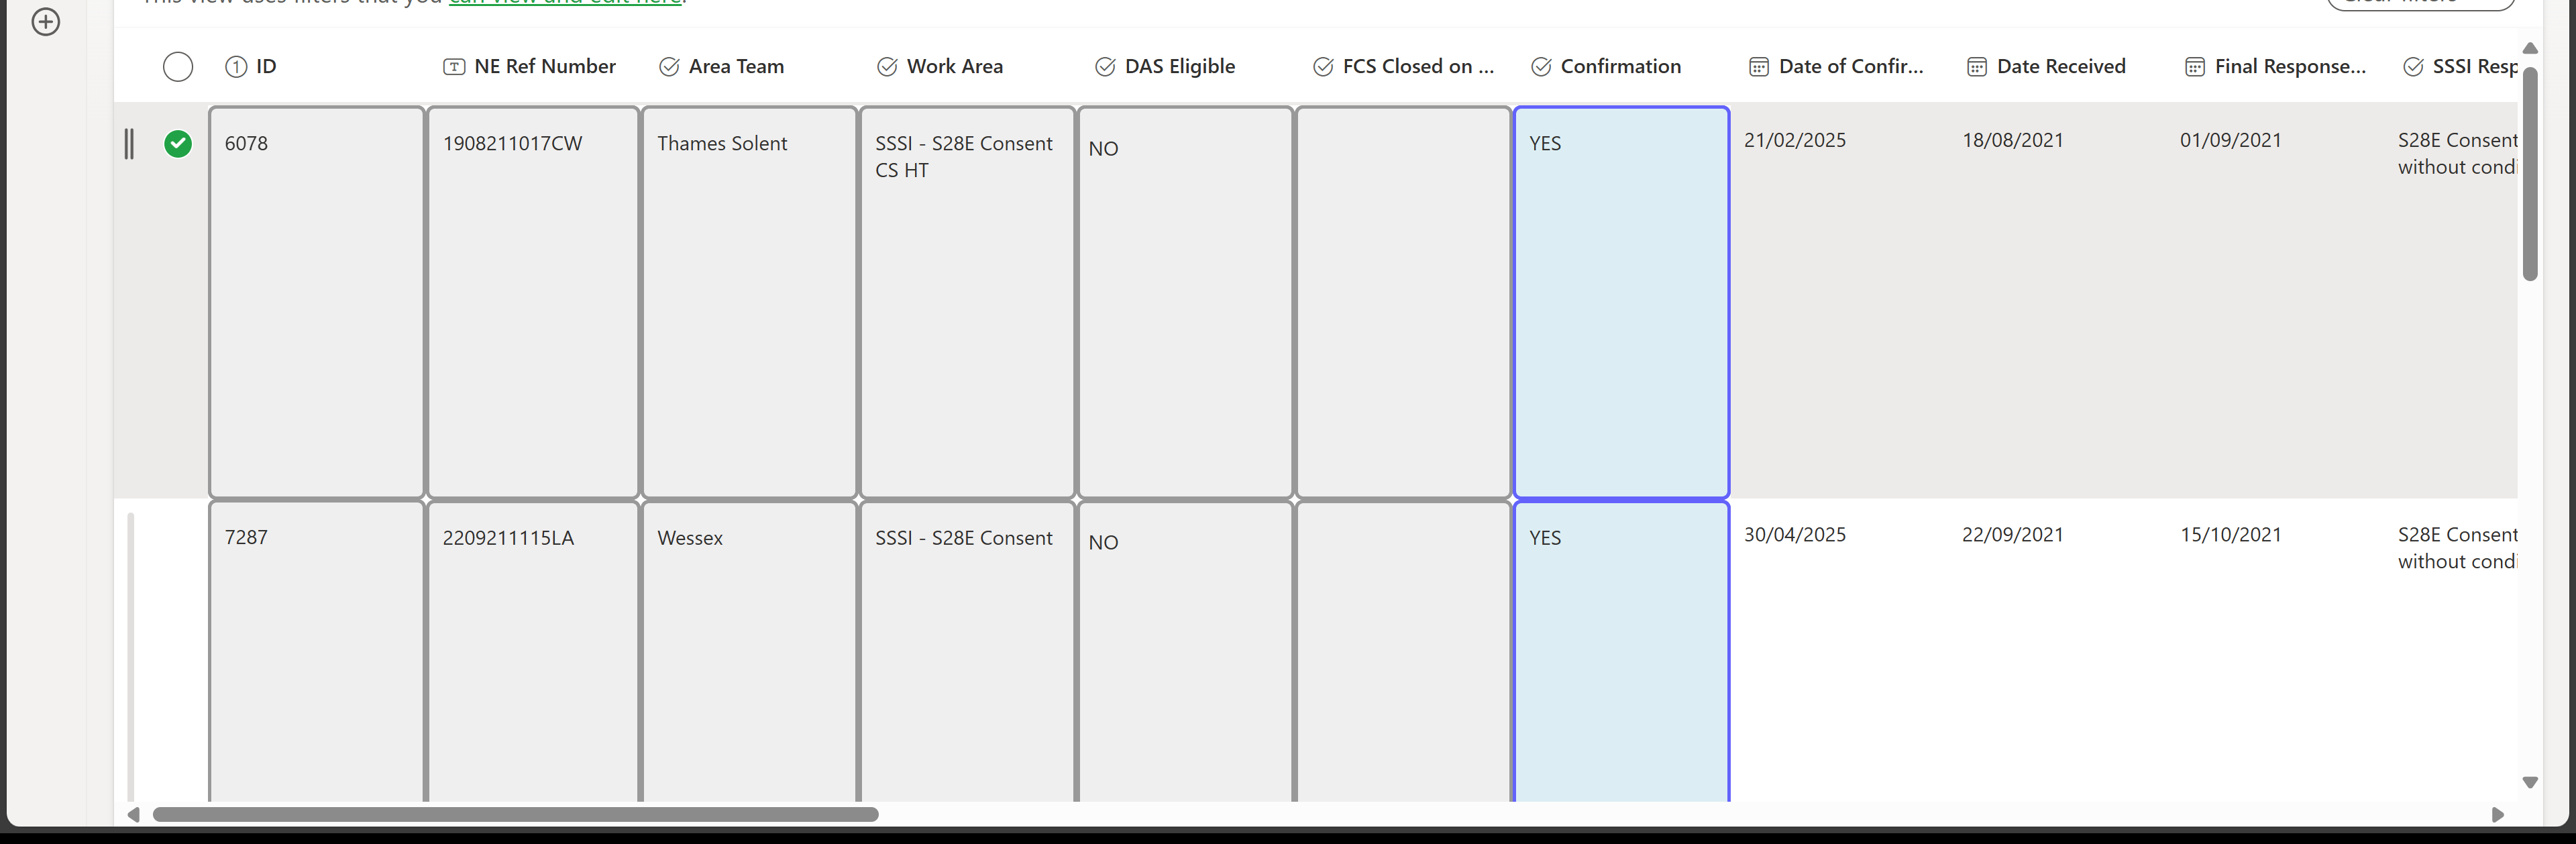 This view uses filters that you can view and edit here.
Clear filters
ID NE Ref Number Area Team Work Area DAS Eligible FCS Closed on ... Confirmation Date of Confir... Date Received Final Response... SSSI Resp
6078 1908211017CW Thames Solent SSSI - S28E Consent NO YES 21/02/2025 18/08/2021 01/09/2021 S28E Consent
CS HT without condi
7287 2209211115LA Wessex SSSI - S28E Consent NO YES 30/04/2025 22/09/2021 15/10/2021 S28E Consent
without condi